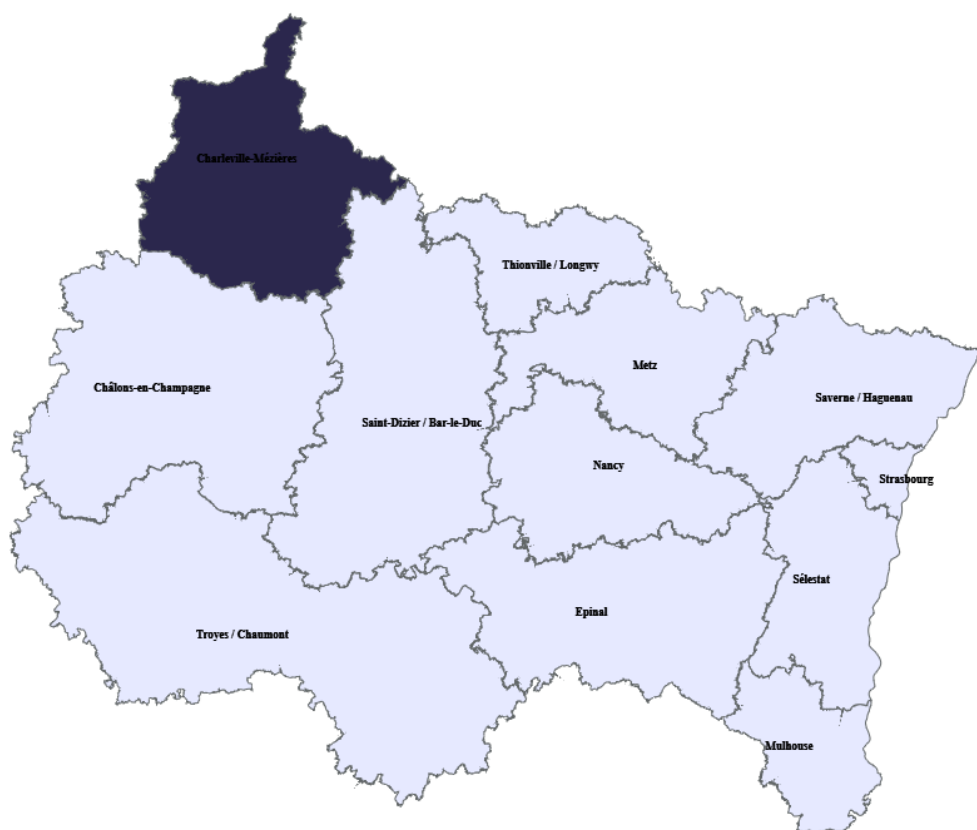 Charleville-Mézières
Thionville / Longwy
Metz
Châlons-en-Champagne
Saverne / Haguenau
Saint-Dizier / Bar-le-Duc
Nancy
Strasbourg
Sélestat
Epinal
Troyes / Chaumont
Mulhouse